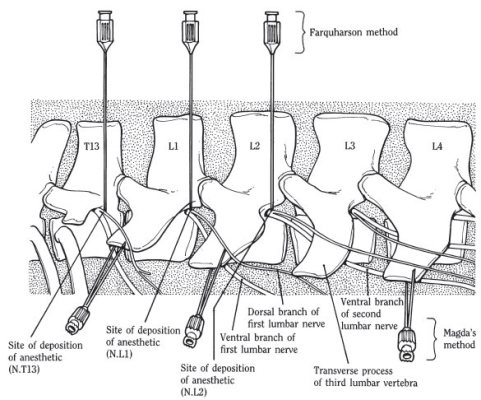 Farquharson method
T13
L1
L2
L3
L4
Site of deposition
of anesthetic
(N.T13)
Site of deposition
of anesthetic
(N.L1)
Site of deposition
of anesthetic
(N.L2)
Dorsal branch of
first lumbar nerve
Ventral branch of
first lumbar nerve
Ventral branch
of second
lumbar nerve
Transverse process
of third lumbar vertebra
Magda's
method